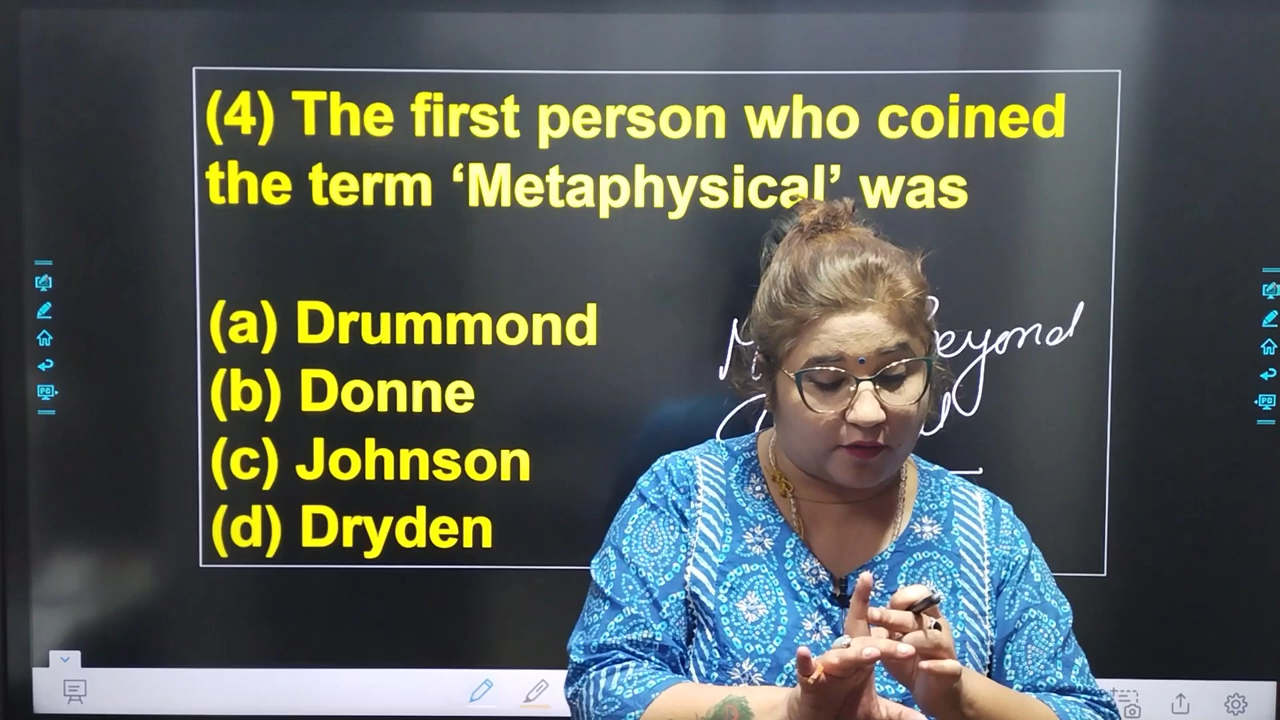 (4) The first person who coined
the term ‘Metaphysical’ was
(a) Drummond
(b) Donne
(c) Johnson
(d) Dryden